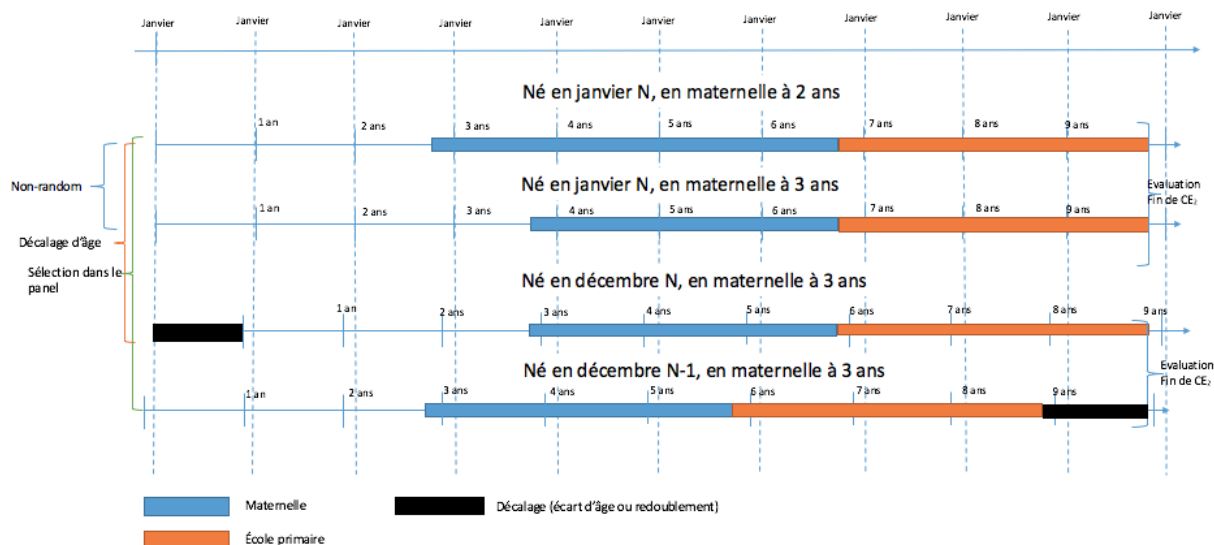 Janvier Janvier Janvier Janvier Janvier Janvier Janvier Janvier Janvier Janvier Janvier
Né en janvier N, en maternelle à 2 ans
1 an 2 ans 3 ans 4 ans 5 ans 6 ans 7 ans 8 ans 9 ans
Non-random
Né en janvier N, en maternelle à 3 ans
Evaluation
Fin de CE₂
1 an 2 ans 3 ans 4 ans 5 ans 6 ans 7 ans 8 ans 9 ans
Décalage d'âge
Sélection dans le
panel
Né en décembre N, en maternelle à 3 ans
1 an 2 ans 3 ans 4 ans 5 ans 6 ans 7 ans 8 ans 9 ans
Né en décembre N-1, en maternelle à 3 ans
Evaluation
Fin de CE₂
1 an 2 ans 3 ans 4 ans 5 ans 6 ans 7 ans 8 ans 9 ans
Maternelle
Décalage (écart d'âge ou redoublement)
École primaire